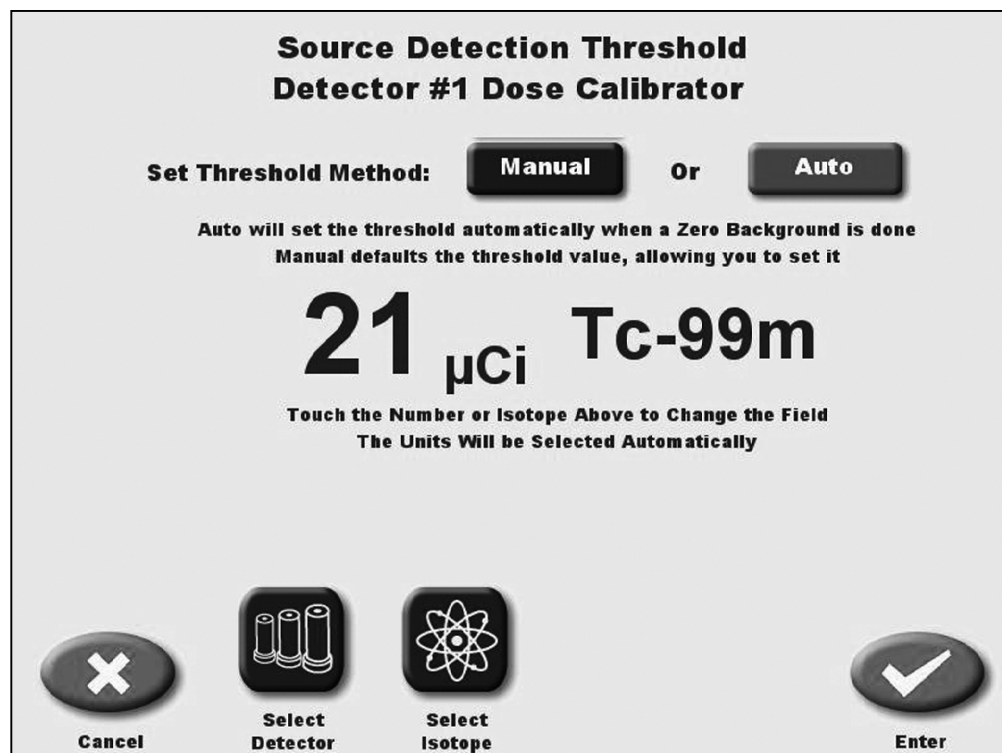 Source Detection Threshold
Detector #1 Dose Calibrator
Set Threshold Method: Manual Or Auto
Auto will set the threshold automatically when a Zero Background is done
Manual defaults the threshold value, allowing you to set it
21 µCi Tc-99m
Touch the Number or Isotope Above to Change the Field
The Units Will be Selected Automatically
Cancel
Select
Detector
Select
Isotope
Enter